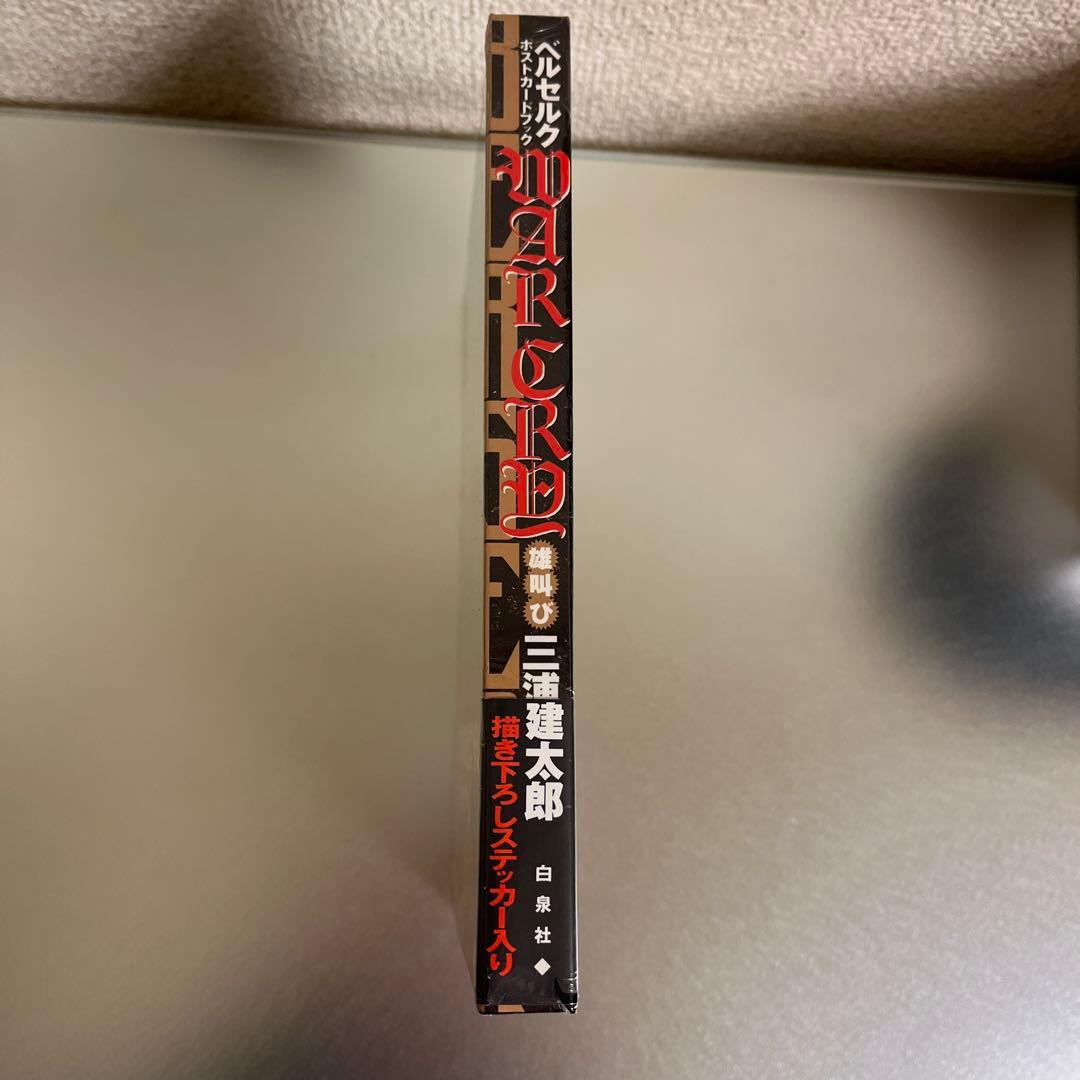 ベルセルク
ポストカードブック
WAR CRY
雄叫び
三浦建太郎
描き下ろしステッカー入り
白泉社